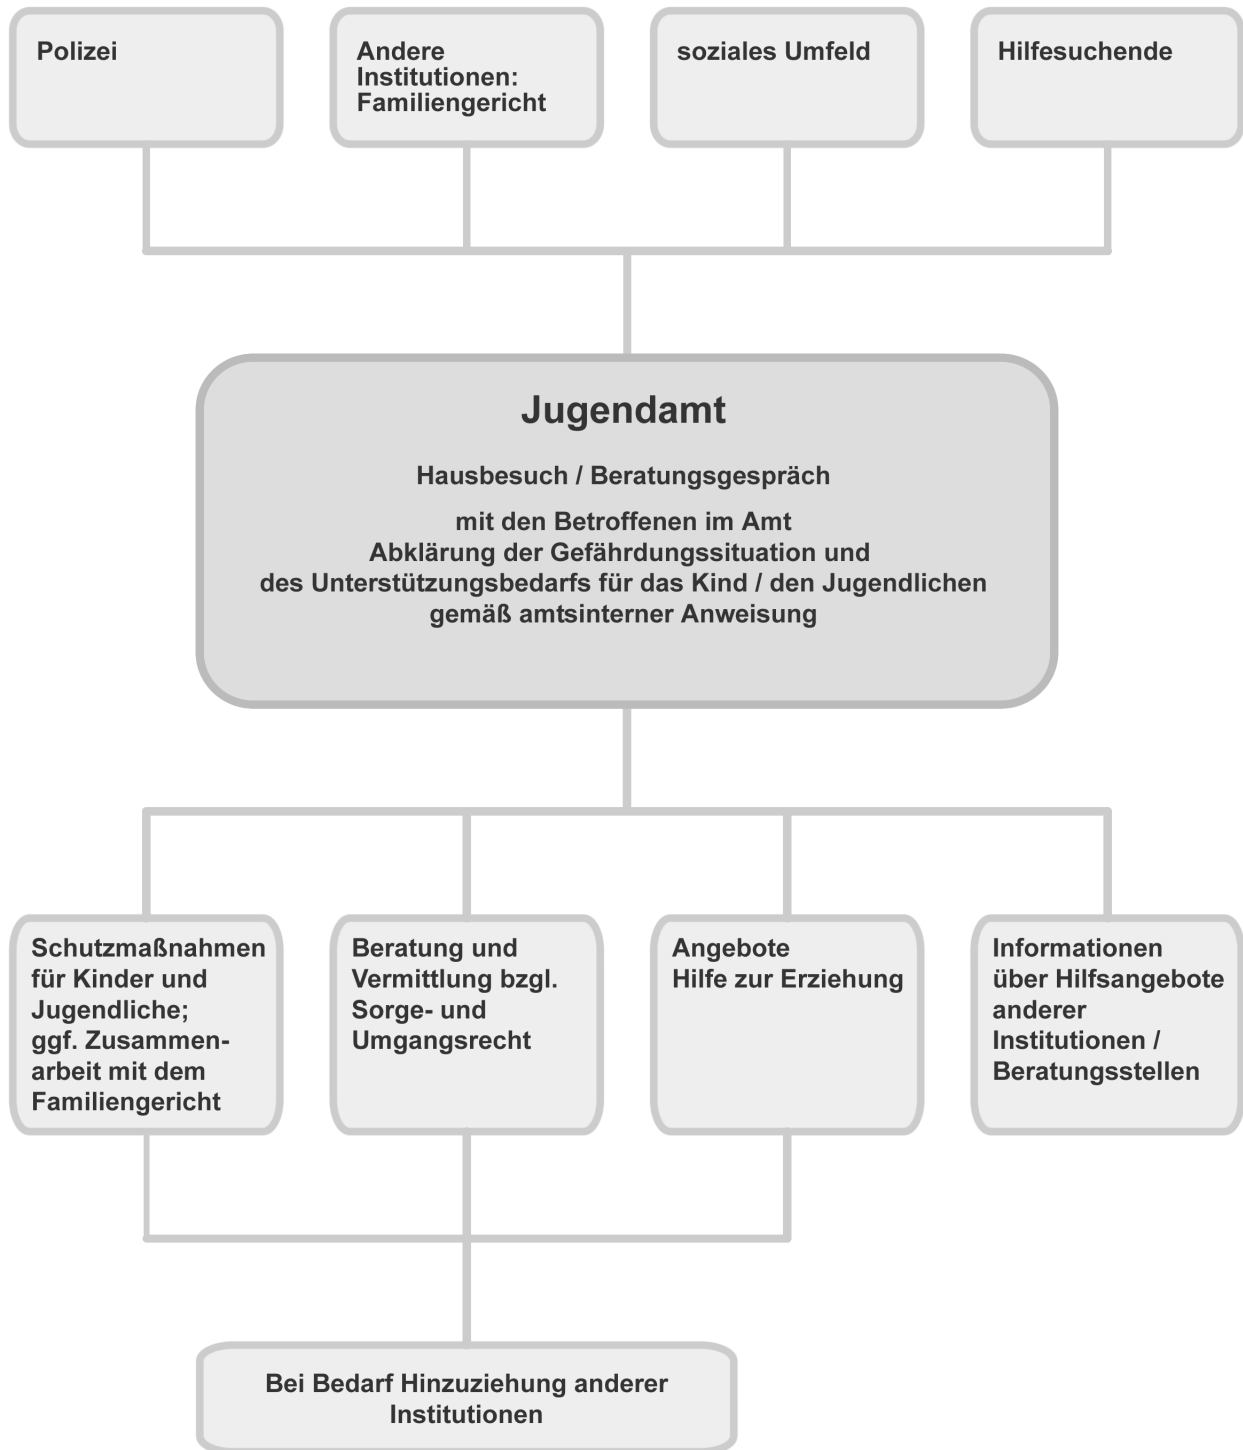 Polizei
Andere
Institutionen:
Familiengericht
soziales Umfeld
Hilfesuchende
Jugendamt
Hausbesuch / Beratungsgespräch
mit den Betroffenen im Amt
Abklärung der Gefährdungssituation und
des Unterstützungsbedarfs für das Kind / den Jugendlichen
gemäß amtsinterner Anweisung
Schutzmaßnahmen
für Kinder und
Jugendliche;
ggf. Zusammen-
arbeit mit dem
Familiengericht
Beratung und
Vermittlung bzgl.
Sorge- und
Umgangsrecht
Angebote
Hilfe zur Erziehung
Informationen
über Hilfsangebote
anderer
Institutionen /
Beratungsstellen
Bei Bedarf Hinzuziehung anderer
Institutionen